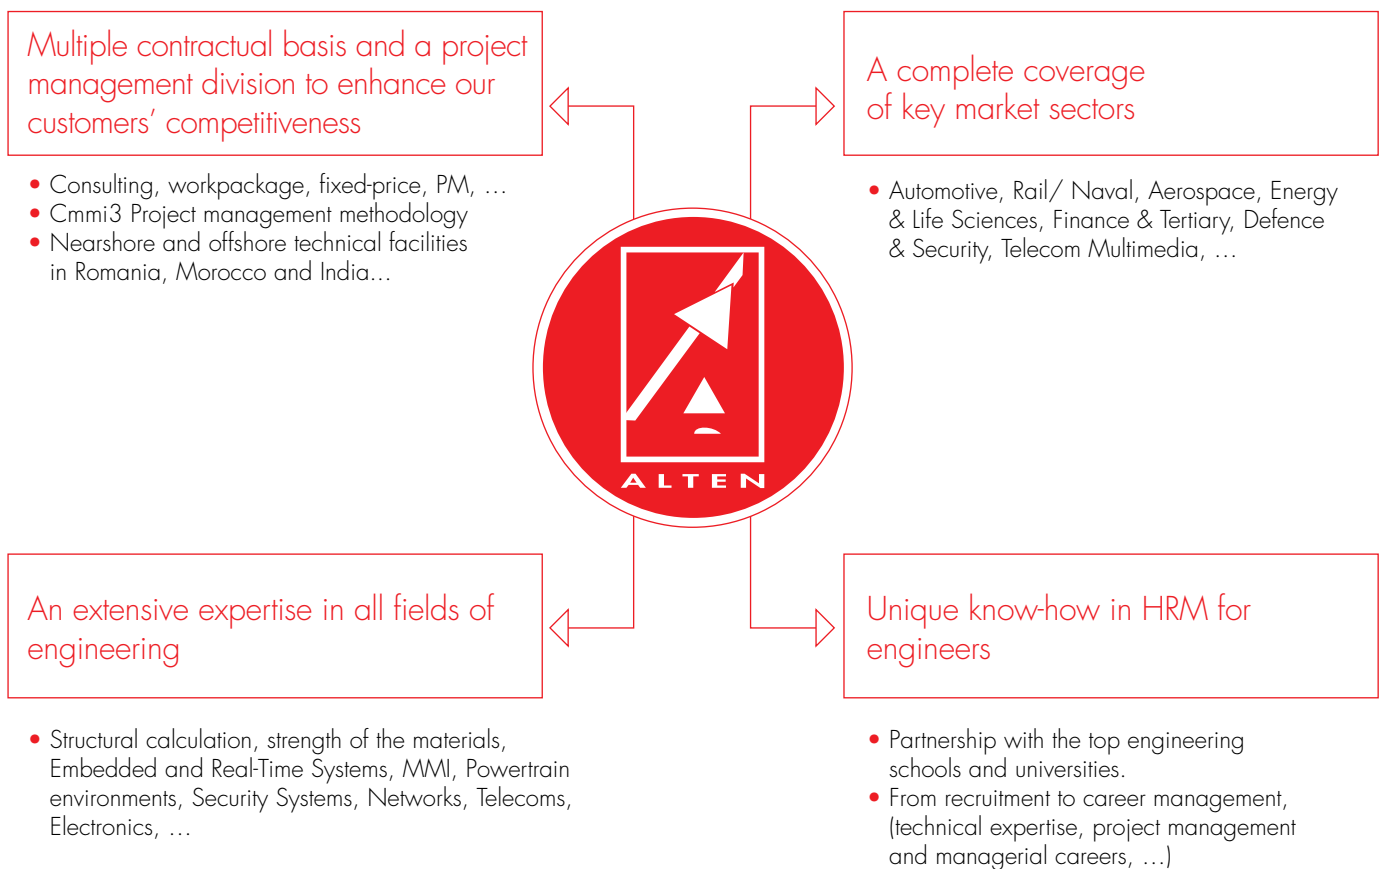 Multiple contractual basis and a project
management division to enhance our
customers’ competitiveness
• Consulting, workpackage, fixed-price, PM, …
• Cmmi3 Project management methodology
• Nearshore and offshore technical facilities
in Romania, Morocco and India…
A complete coverage
of key market sectors
• Automotive, Rail/ Naval, Aerospace, Energy
& Life Sciences, Finance & Tertiary, Defence
& Security, Telecom Multimedia, …
ALTEN
An extensive expertise in all fields of
engineering
• Structural calculation, strength of the materials,
Embedded and Real-Time Systems, MMI, Powertrain
environments, Security Systems, Networks, Telecoms,
Electronics, …
Unique know-how in HRM for
engineers
• Partnership with the top engineering
schools and universities.
• From recruitment to career management,
(technical expertise, project management
and managerial careers, …)